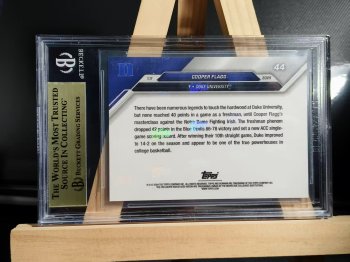 44
COOPER FLAGG
DUKE UNIVERSITY
There have been numerous legends to touch the hardwood at Duke University,
but none reached 40 points in a game as a freshman, until Cooper Flagg's
masterclass against the Notre Dame Fighting Irish. The freshman phenom
dropped 42 points in the Blue Devils 86-78 victory and set a new ACC single-
game scoring record. After winning their 10th straight game, Duke improved
to 14-2 on the season and appear to be one of the true powerhouses in
college basketball.
topps
BECKETT GRADING SERVICES
THE WORLD'S MOST TRUSTED
SOURCE IN COLLECTING
BECKETT GRADING SERVICES